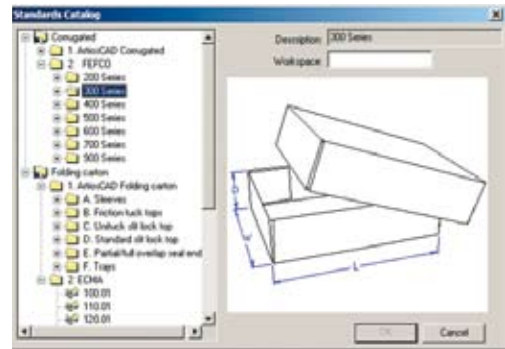 Standards Catalog
Corrugated
1. ArtiosCAD Corrugated
2 FEFCO
200 Series
300 Series
400 Series
500 Series
600 Series
700 Series
900 Series
Folding carton
1. ArtiosCAD Folding carton
A. Sleeves
B. Friction tuck tops
C. Unituck slit lock top
D. Standard slit lock top
E. Partial/full overlap seal end
F. Trays
2 ECMA
100.01
110.01
120.01
Description 300 Series
Workspace
D
W
L
OK
Cancel